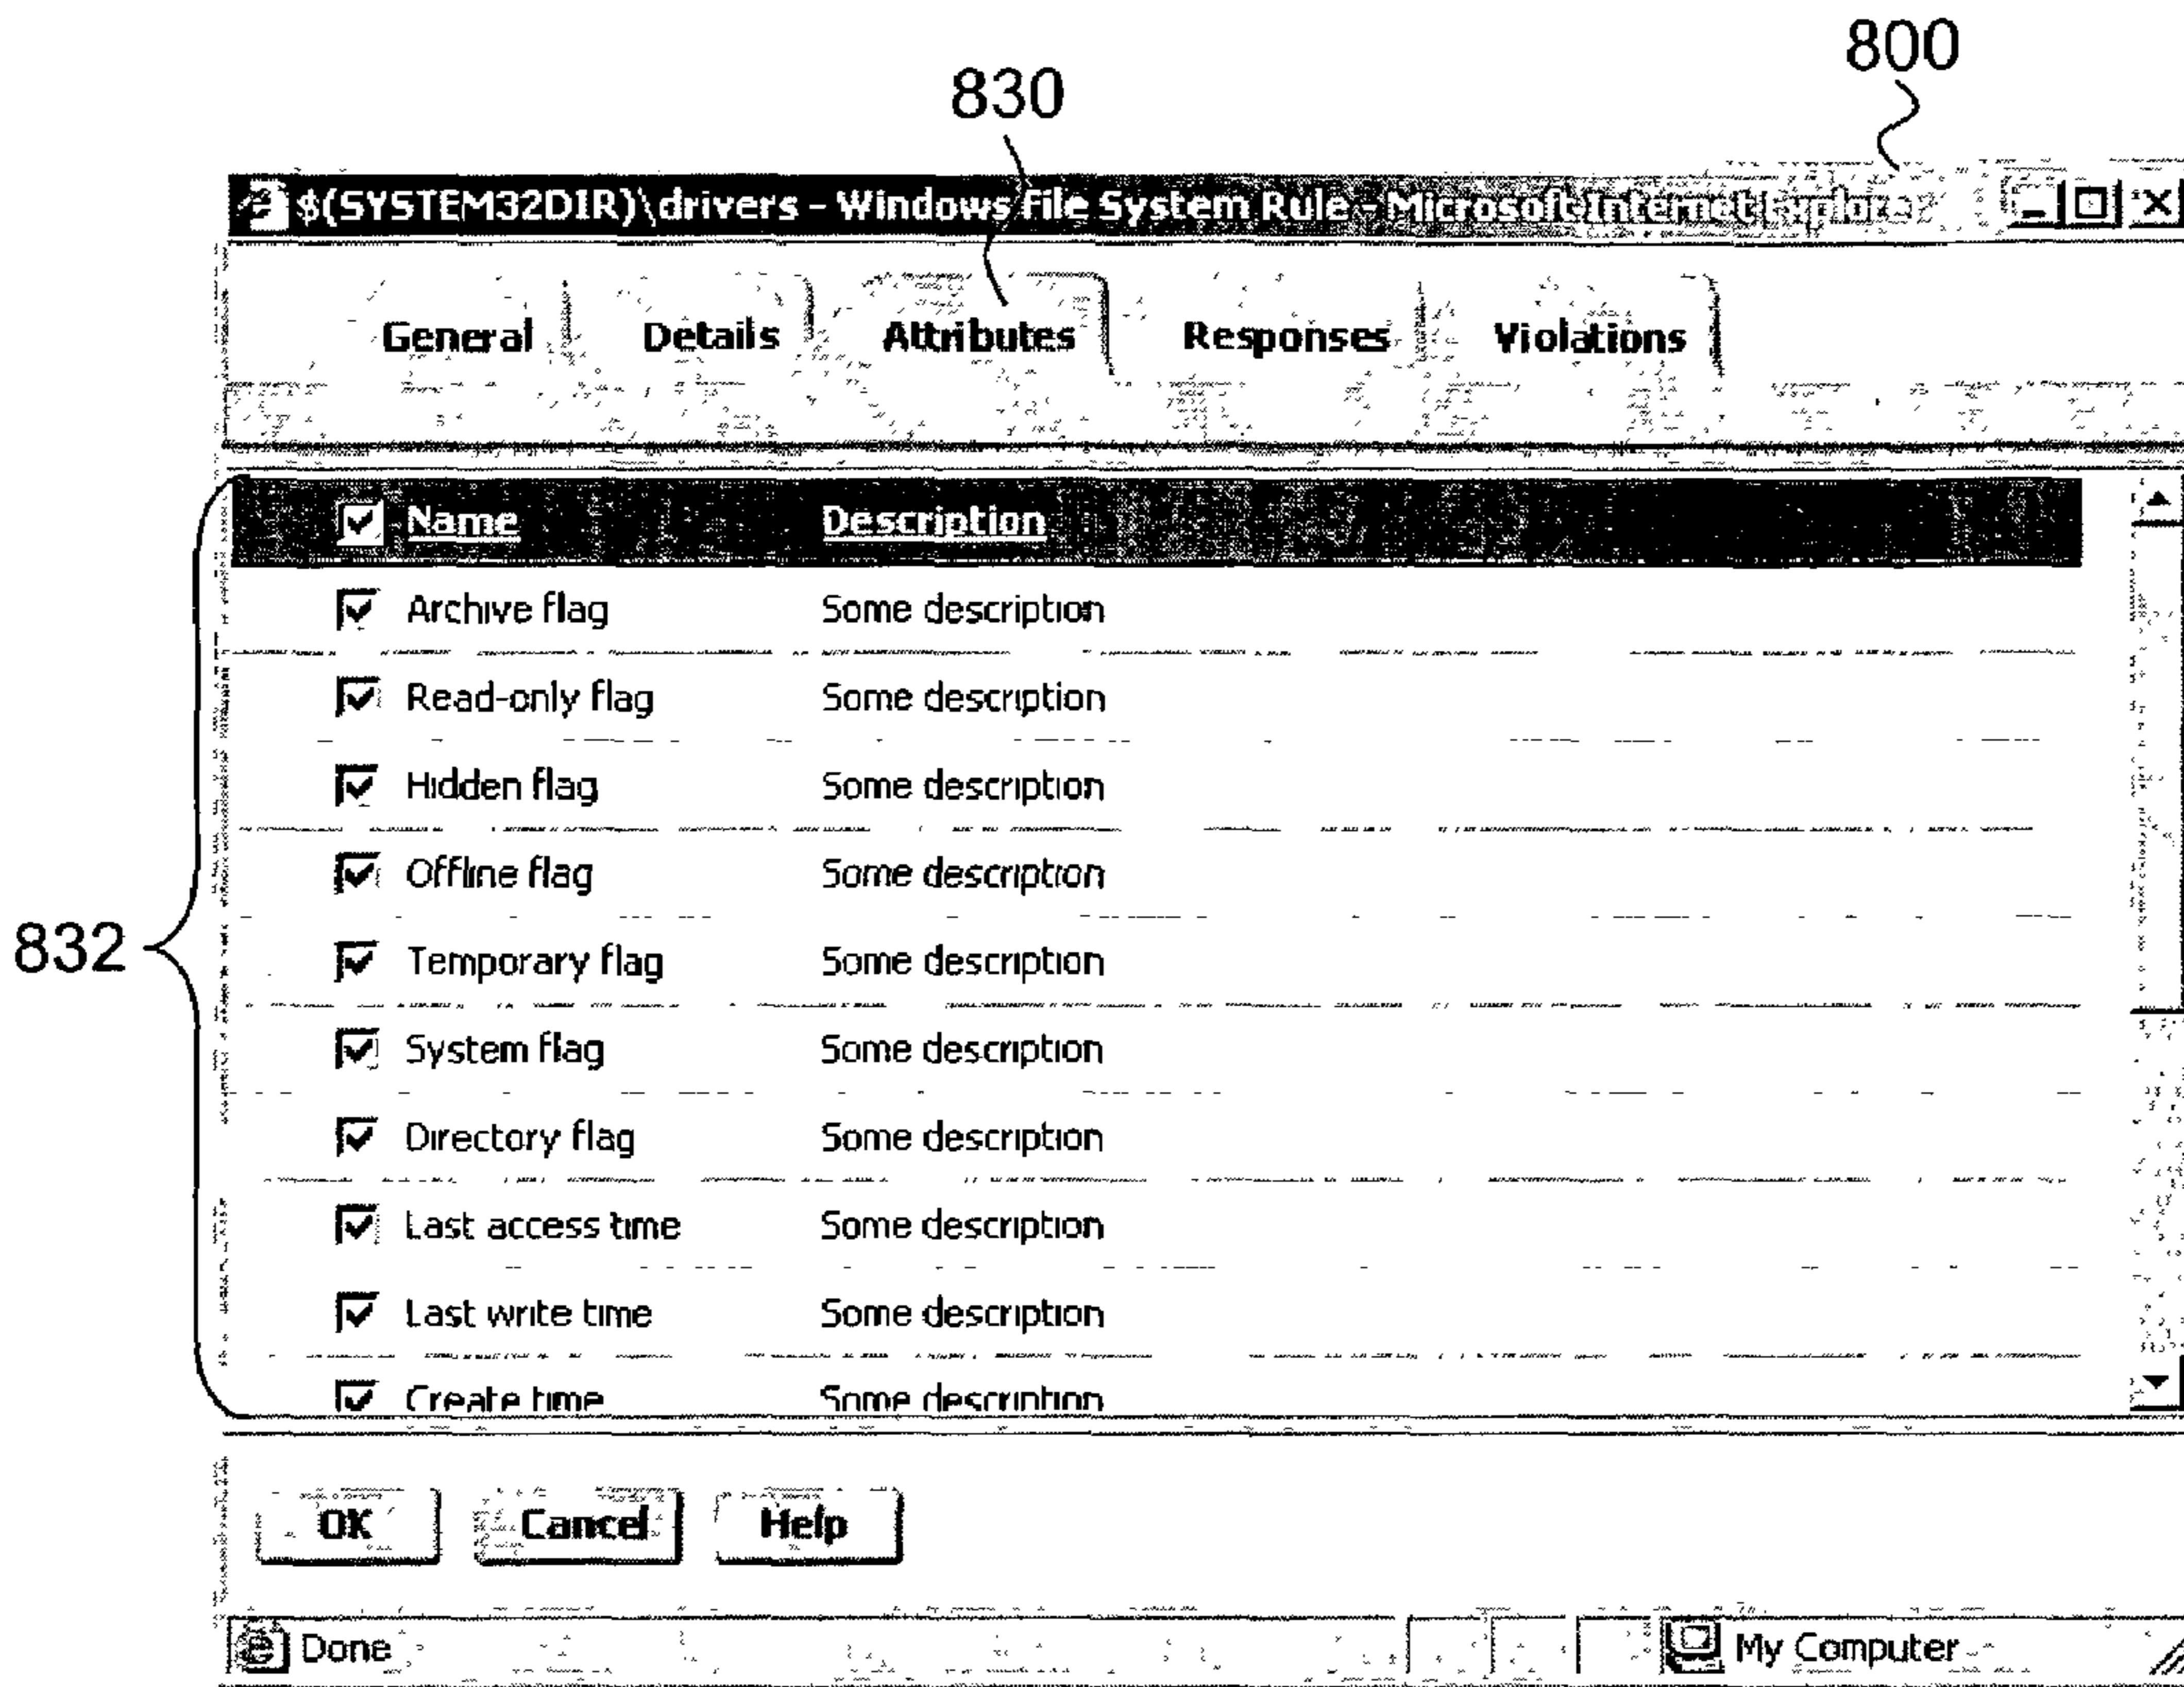 800
830
$(SYSTEM32DIR)\drivers - Windows File System Rule - Microsoft Internet Explorer
General Details Attributes Responses Violations
Name Description
Archive flag Some description
Read-only flag Some description
Hidden flag Some description
Offline flag Some description
832
Temporary flag Some description
System flag Some description
Directory flag Some description
Last access time Some description
Last write time Some description
Create time Some description
OK Cancel Help
Done My Computer